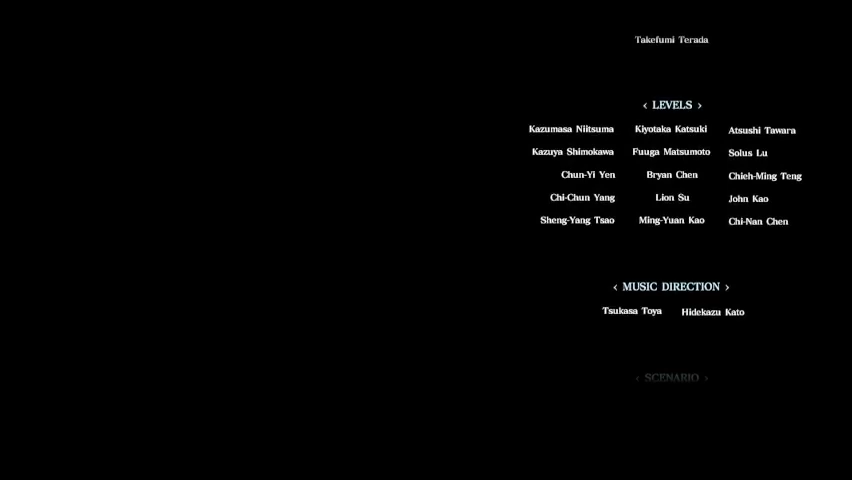 Takefumi Terada
‹ LEVELS ›
Kazumasa Niitsuma Kiyotaka Katsuki Atsushi Tawara
Kazuya Shimokawa Fuuga Matsumoto Solus Lu
Chun-Yi Yen Bryan Chen Chieh-Ming Teng
Chi-Chun Yang Lion Su John Kao
Sheng-Yang Tsao Ming-Yuan Kao Chi-Nan Chen
‹ MUSIC DIRECTION ›
Tsukasa Toya Hidekazu Kato
‹ SCENARIO ›